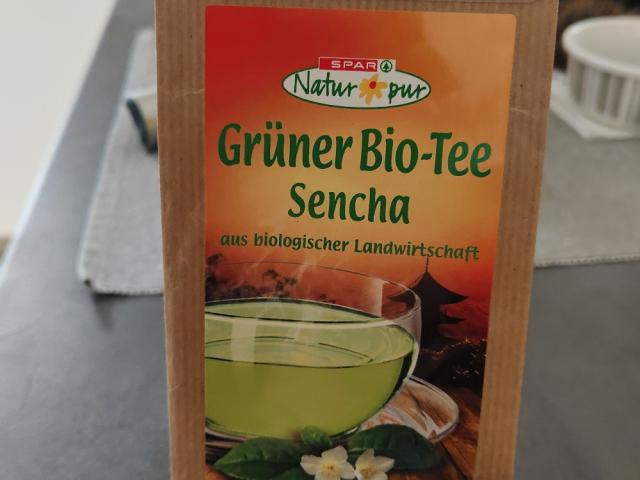 SPAR
Natur pur
Grüner Bio-Tee
Sencha
aus biologischer Landwirtschaft